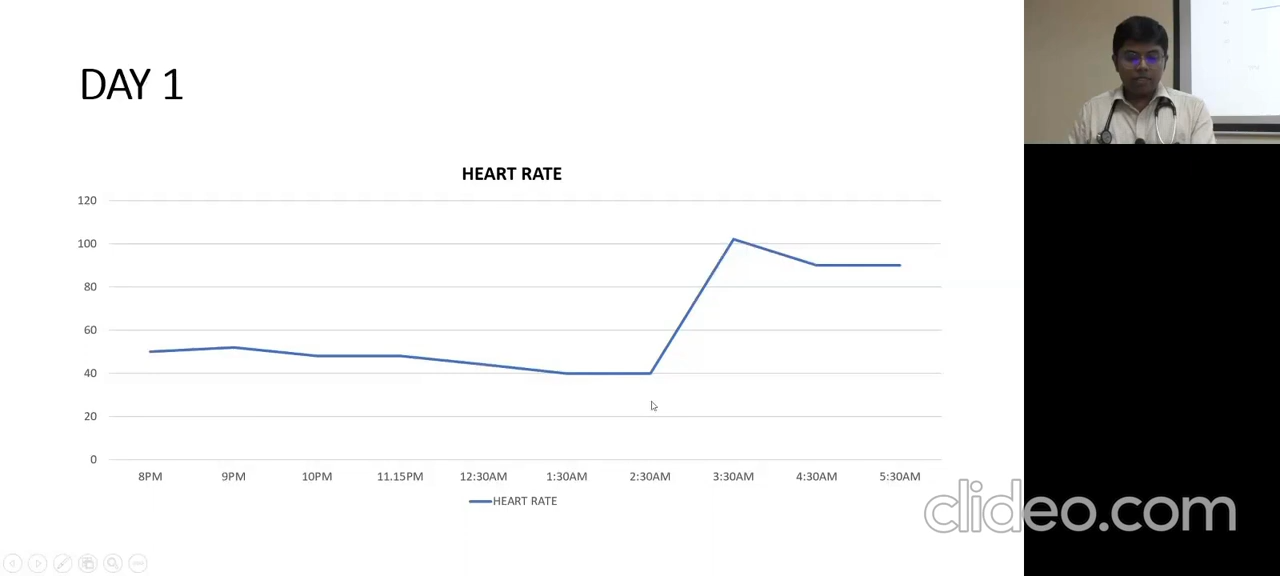 DAY 1
HEART RATE
120
100
80
60
40
20
0
8PM 9PM 10PM 11.15PM 12:30AM 1:30AM 2:30AM 3:30AM 4:30AM 5:30AM
HEART RATE
clideo.com